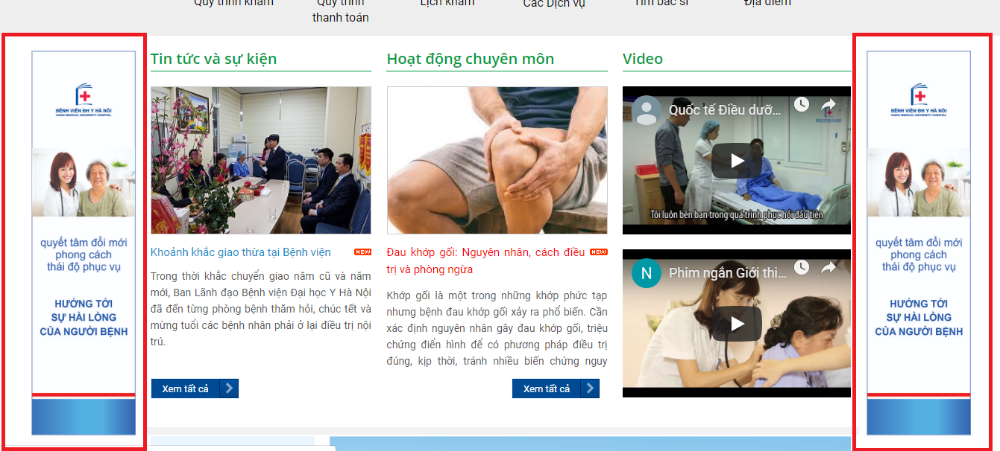 Quy trình khám
Quy trình
thanh toán
Lịch khám
Các Dịch vụ
Tìm bác sĩ
Địa điểm
BỆNH VIỆN ĐH Y HÀ NỘI
HANOI MEDICAL UNIVERSITY HOSPITAL
quyết tâm đổi mới
phong cách
thái độ phục vụ
HƯỚNG TỚI
SỰ HÀI LÒNG
CỦA NGƯỜI BỆNH
Tin tức và sự kiện
Khoảnh khắc giao thừa tại Bệnh viện NEW
Trong thời khắc chuyển giao năm cũ và năm
mới, Ban Lãnh đạo Bệnh viện Đại học Y Hà Nội
đã đến từng phòng bệnh thăm hỏi, chúc tết và
mừng tuổi các bệnh nhân phải ở lại điều trị nội
trú.
Xem tất cả
Hoạt động chuyên môn
Đau khớp gối: Nguyên nhân, cách điều NEW
trị và phòng ngừa
Khớp gối là một trong những khớp phức tạp
nhưng bệnh đau khớp gối xảy ra phổ biến. Cần
xác định nguyên nhân gây đau khớp gối, triệu
chứng điển hình để có phương pháp điều trị
đúng, kịp thời, tránh nhiều biến chứng nguy
Xem tất cả
Video
Quốc tế Điều dưỡ...
Tôi luôn bên bạn trong quá trình phục hồi đầu tiên
N
Phim ngắn Giới thi...
BỆNH VIỆN ĐH Y HÀ NỘI
HANOI MEDICAL UNIVERSITY HOSPITAL
quyết tâm đổi mới
phong cách
thái độ phục vụ
HƯỚNG TỚI
SỰ HÀI LÒNG
CỦA NGƯỜI BỆNH